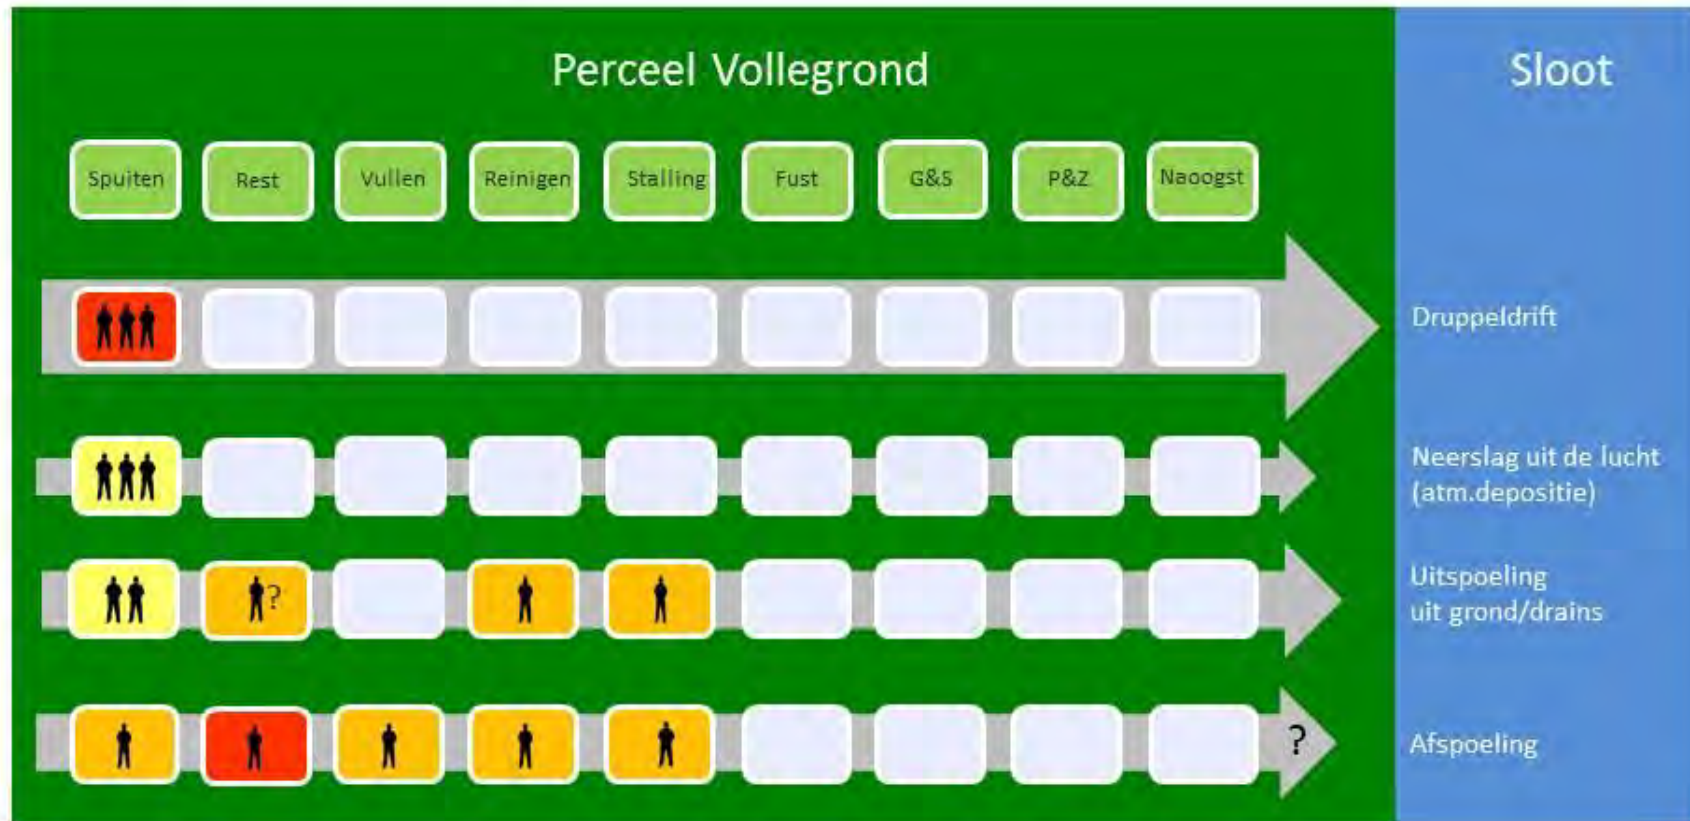 Perceel Vollegrond
Sloot
Spuiten
Rest
Vullen
Reinigen
Stalling
Fust
G&S
P&Z
Naoogst
Druppeldrift
Neerslag uit de lucht
(atm.depositie)
?
Uitspoeling
uit grond/drains
?
Afspoeling